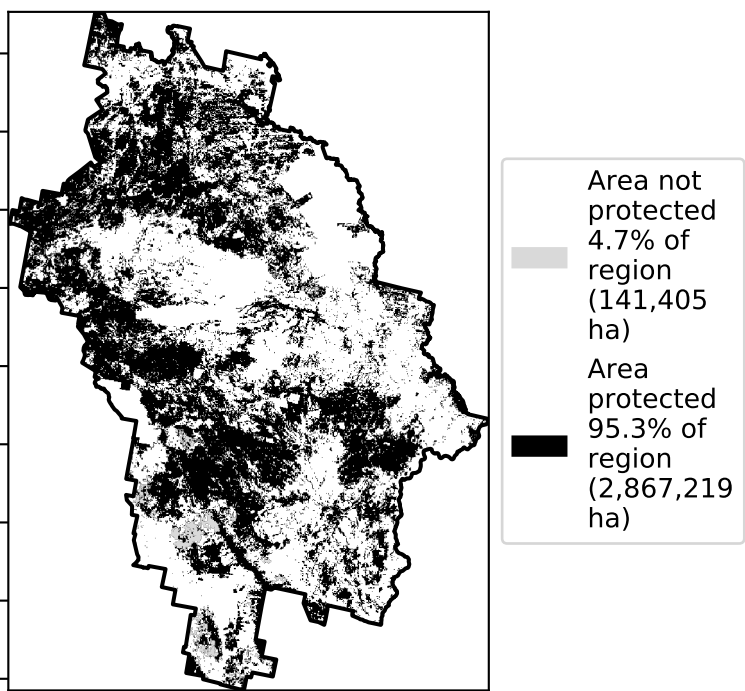 Area not
protected
4.7% of
region
(141,405
ha)
Area
protected
95.3% of
region
(2,867,219
ha)